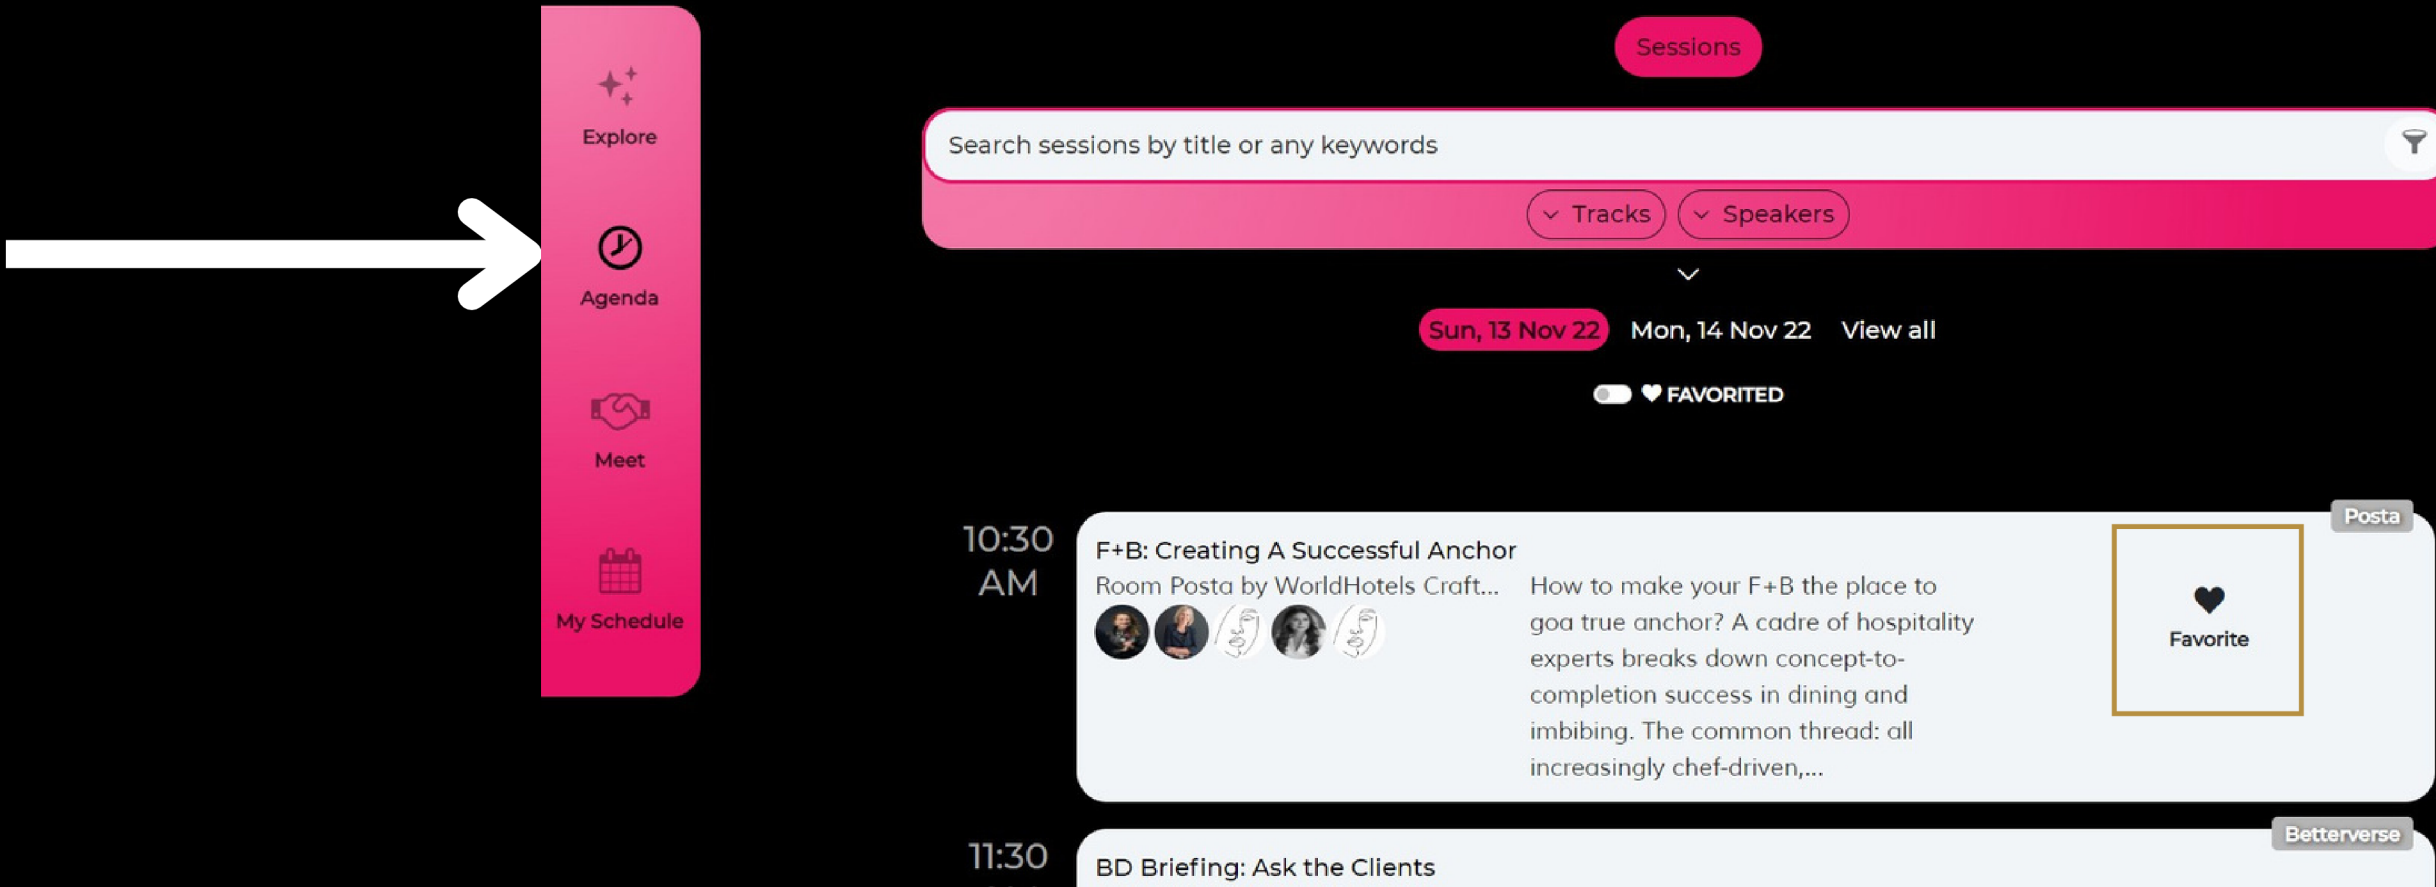 Explore
Agenda
Meet
My Schedule
Sessions
Search sessions by title or any keywords
Tracks Speakers
Sun, 13 Nov 22 Mon, 14 Nov 22 View all
FAVORITED
10:30
AM
Posta
F+B: Creating A Successful Anchor
Room Posta by WorldHotels Craft...
How to make your F+B the place to
goa true anchor? A cadre of hospitality
experts breaks down concept-to-
completion success in dining and
imbibing. The common thread: all
increasingly chef-driven,...
Favorite
11:30
Betterverse
BD Briefing: Ask the Clients